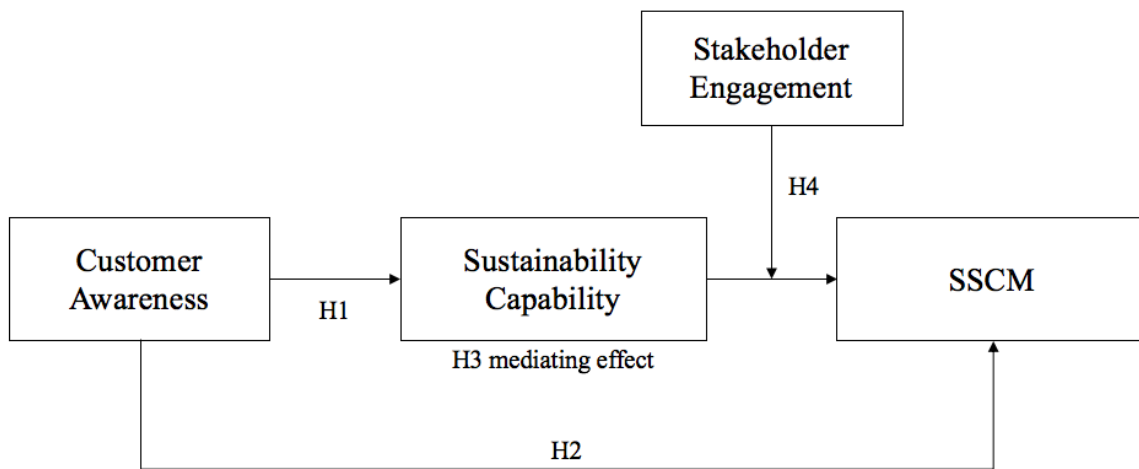 Stakeholder
Engagement
H4
Customer
Awareness
H1
Sustainability
Capability
SSCM
H3 mediating effect
H2